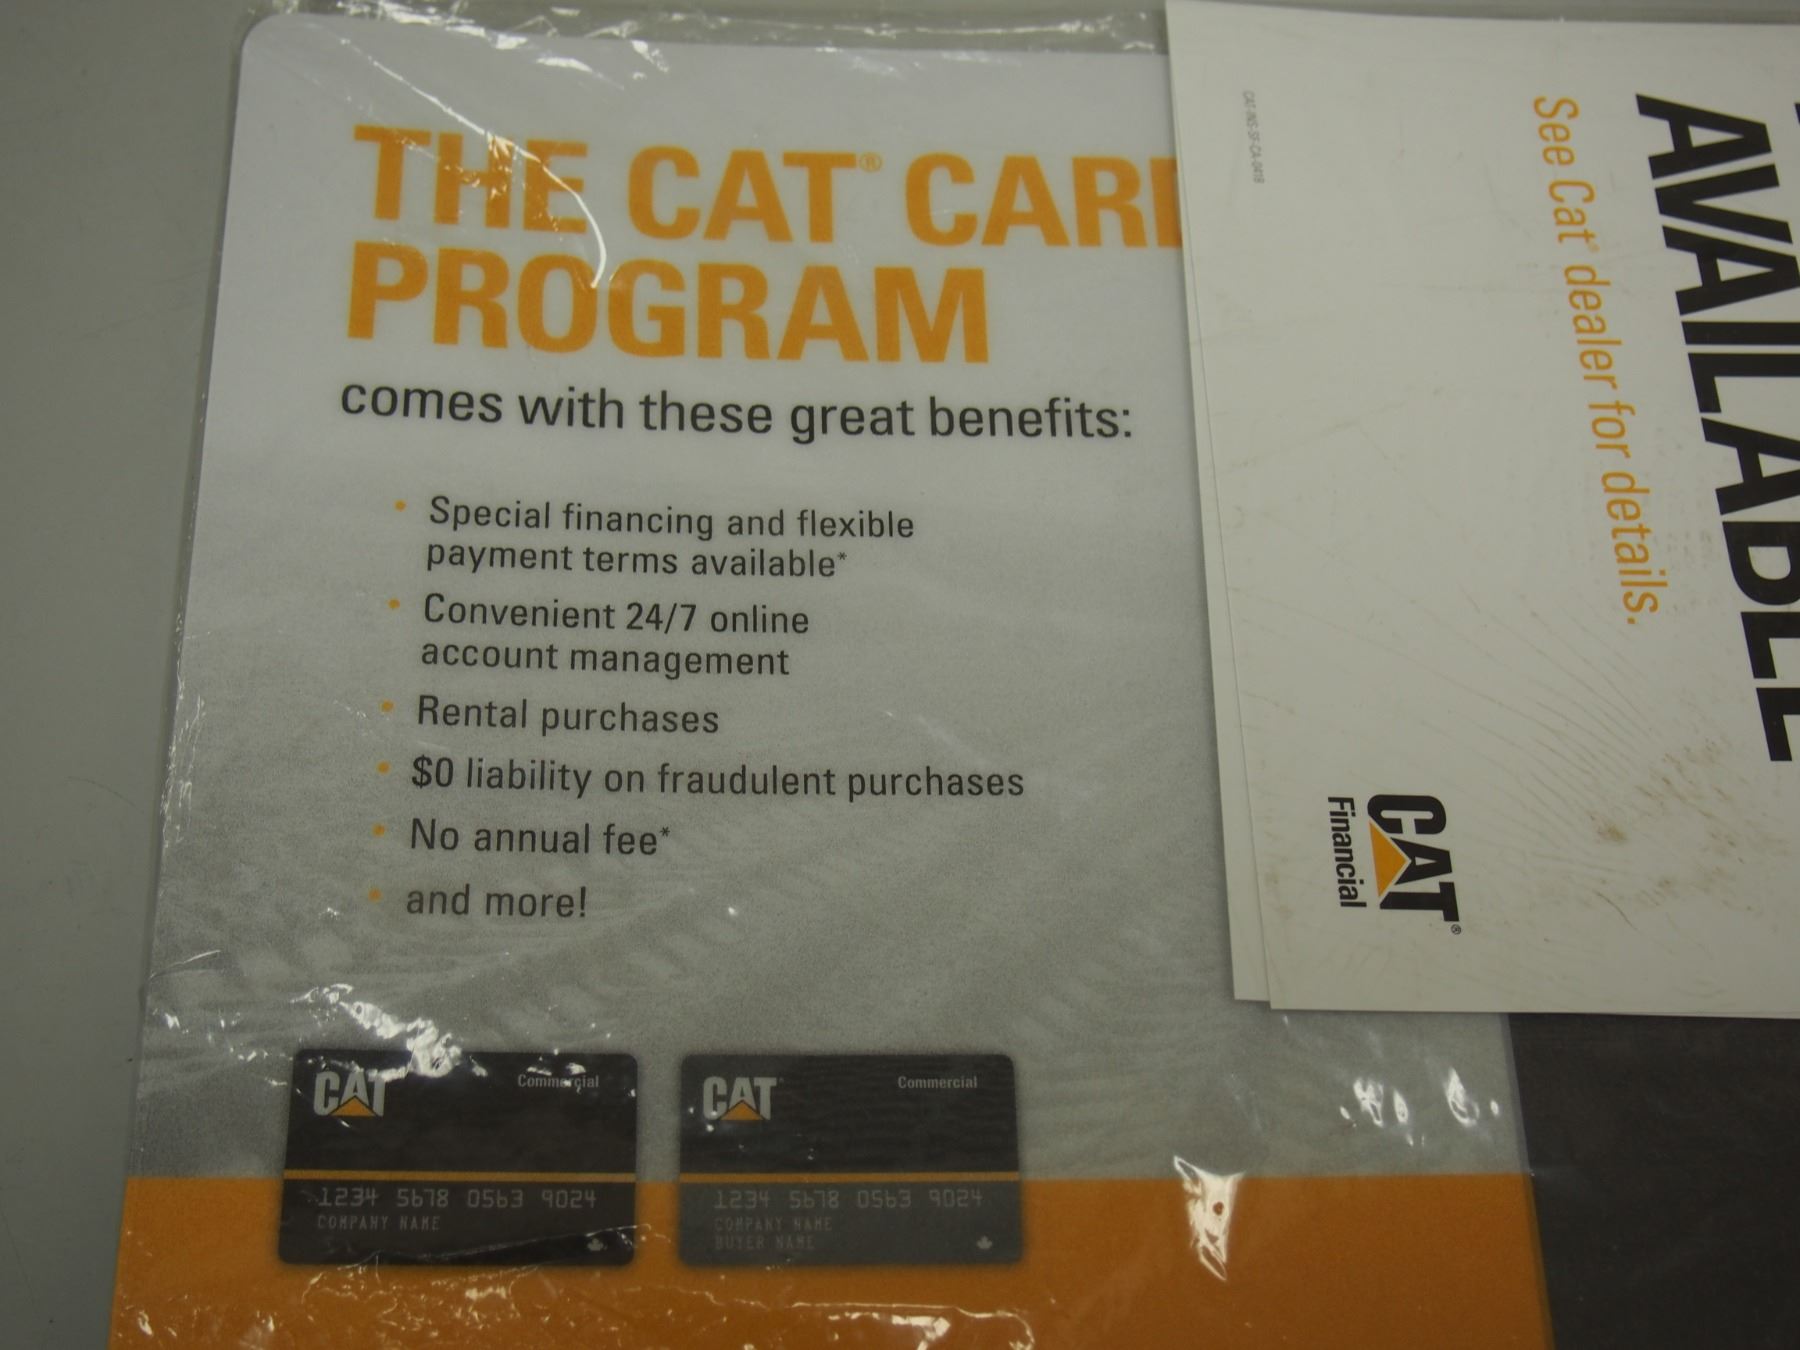 THE CAT® CARD
PROGRAM
comes with these great benefits:
• Special financing and flexible
payment terms available*
• Convenient 24/7 online
account management
• Rental purchases
• $0 liability on fraudulent purchases
• No annual fee*
• and more!
CAT
Commercial
1234 5678 0563 9024
COMPANY NAME
CAT
Commercial
1234 5678 0563 9024
COMPANY NAME
BUYER NAME
AVAILABLE
See Cat® dealer for details.
CAT®
Financial